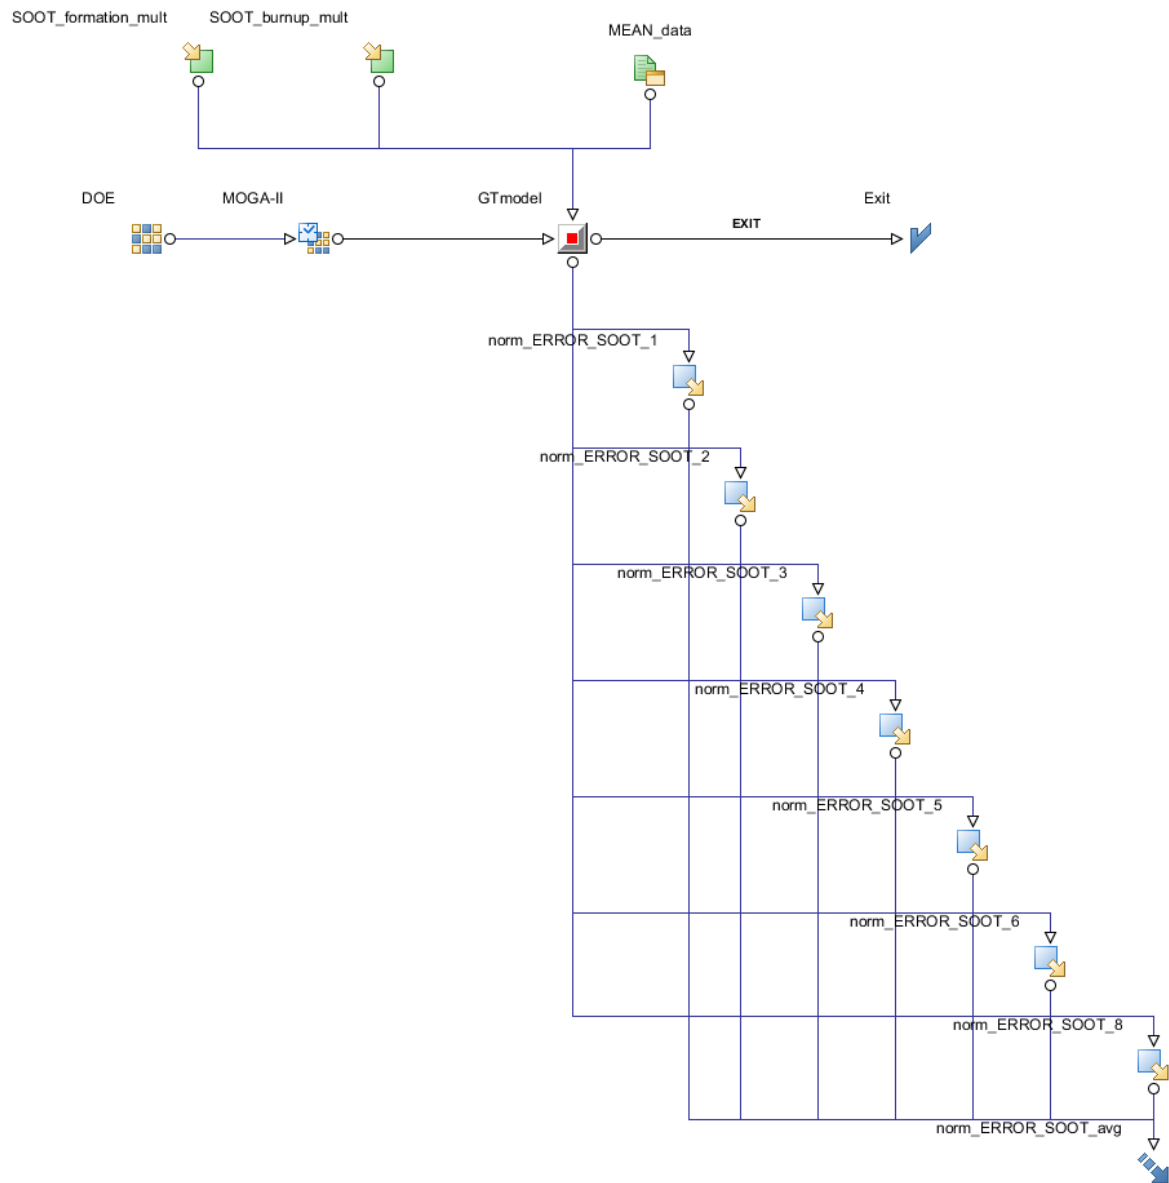 SOOT_formation_mult
SOOT_burnup_mult
MEAN_data
DOE
MOGA-II
GTmodel
Exit
EXIT
norm_ERROR_SOOT_1
norm_ERROR_SOOT_2
norm_ERROR_SOOT_3
norm_ERROR_SOOT_4
norm_ERROR_SOOT_5
norm_ERROR_SOOT_6
norm_ERROR_SOOT_8
norm_ERROR_SOOT_avg